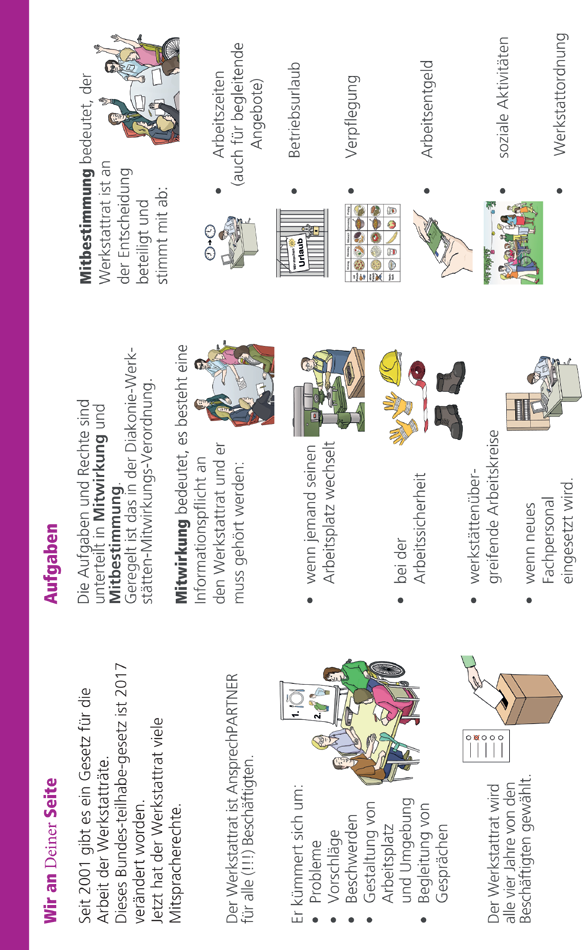 Wir an Deiner Seite
Seit 2001 gibt es ein Gesetz für die
Arbeit der Werkstatträte.
Dieses Bundes-teilhabe-gesetz ist 2017
verändert worden.
Jetzt hat der Werkstattrat viele
Mitspracherechte.
Der Werkstattrat ist AnsprechPARTNER
für alle (!!!) Beschäftigten.
Er kümmert sich um:
• Probleme
• Vorschläge
• Beschwerden
• Gestaltung von
Arbeitsplatz
und Umgebung
• Begleitung von
Gesprächen
1.
2.
Der Werkstattrat wird
alle vier Jahre von den
Beschäftigten gewählt.
Aufgaben
Die Aufgaben und Rechte sind
unterteilt in Mitwirkung und
Mitbestimmung.
Geregelt ist das in der Diakonie-Werk-
stätten-Mitwirkungs-Verordnung.
Mitwirkung bedeutet, es besteht eine
Informationspflicht an
den Werkstattrat und er
muss gehört werden:
• wenn jemand seinen
Arbeitsplatz wechselt
• bei der
Arbeitssicherheit
• werkstättenüber-
greifende Arbeitskreise
• wenn neues
Fachpersonal
eingesetzt wird.
Mitbestimmung bedeutet, der
Werkstattrat ist an
der Entscheidung
beteiligt und
stimmt mit ab:
• Arbeitszeiten
(auch für begleitende
Angebote)
• Betriebsurlaub
Urlaub
• Verpflegung
• Arbeitsentgeld
• soziale Aktivitäten
• Werkstattordnung